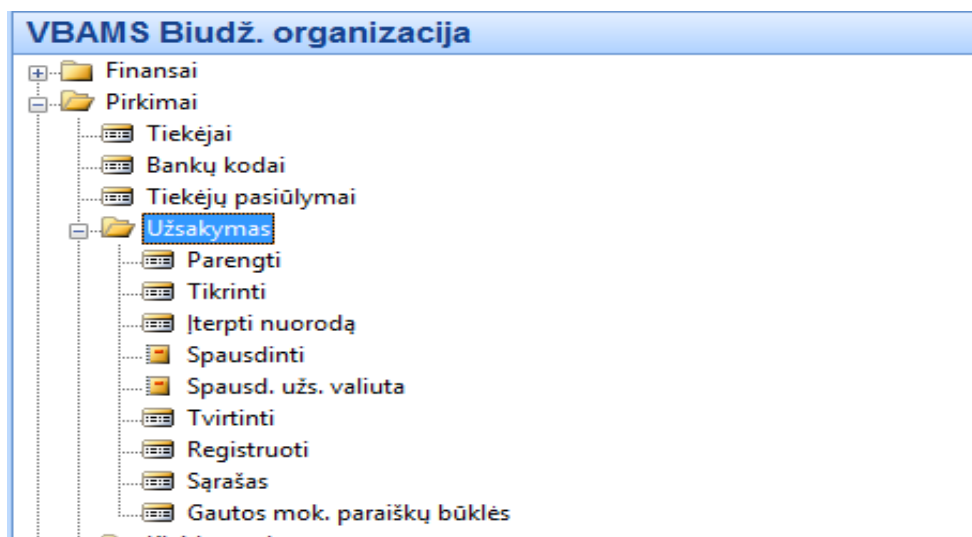 VBAMS Biudž. organizacija
Finansai
Pirkimai
Tiekėjai
Bankų kodai
Tiekėjų pasiūlymai
Užsakymas
Parengti
Tikrinti
Įterpti nuorodą
Spausdinti
Spausd. užs. valiuta
Tvirtinti
Registruoti
Sąrašas
Gautos mok. paraiškų būklės